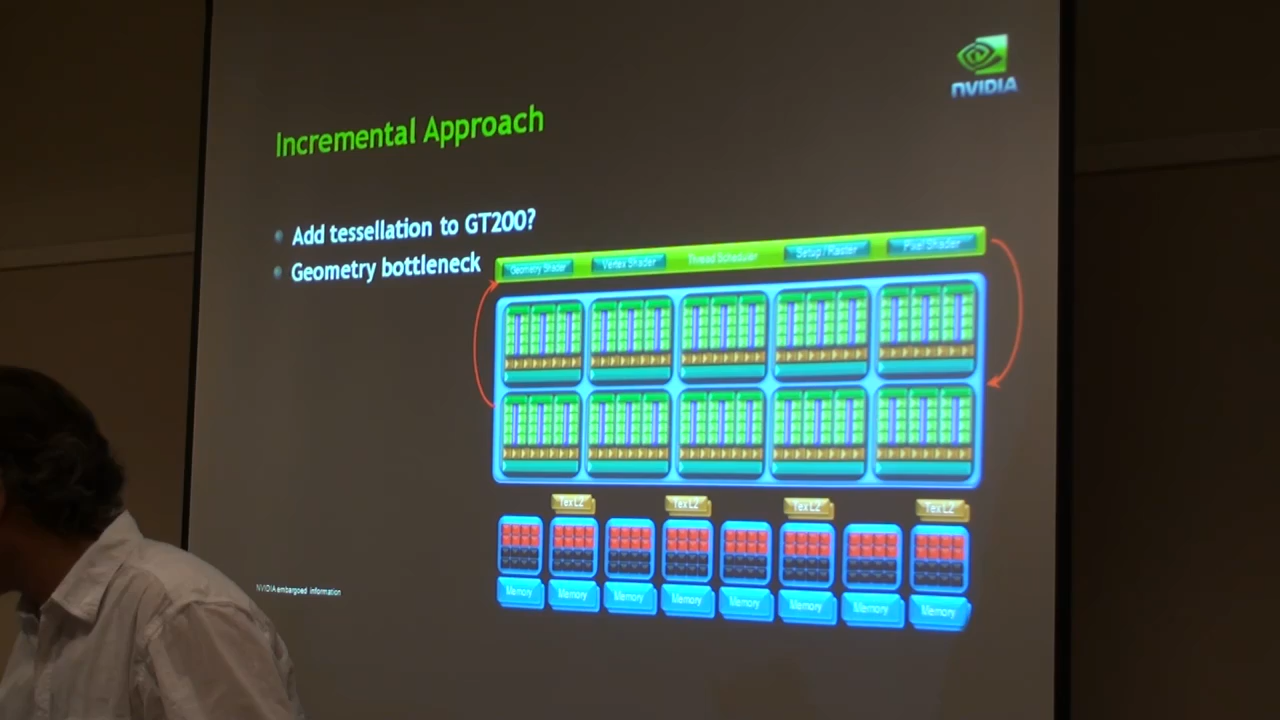 NVIDIA
Incremental Approach
Add tessellation to GT200?
Geometry bottleneck
Geometry Shader
Vertex Shader
Thread Scheduler
Setup / Raster
Pixel Shader
Tex L2
Tex L2
Tex L2
Tex L2
Memory
Memory
Memory
Memory
Memory
Memory
Memory
Memory
NVIDIA embargoed information